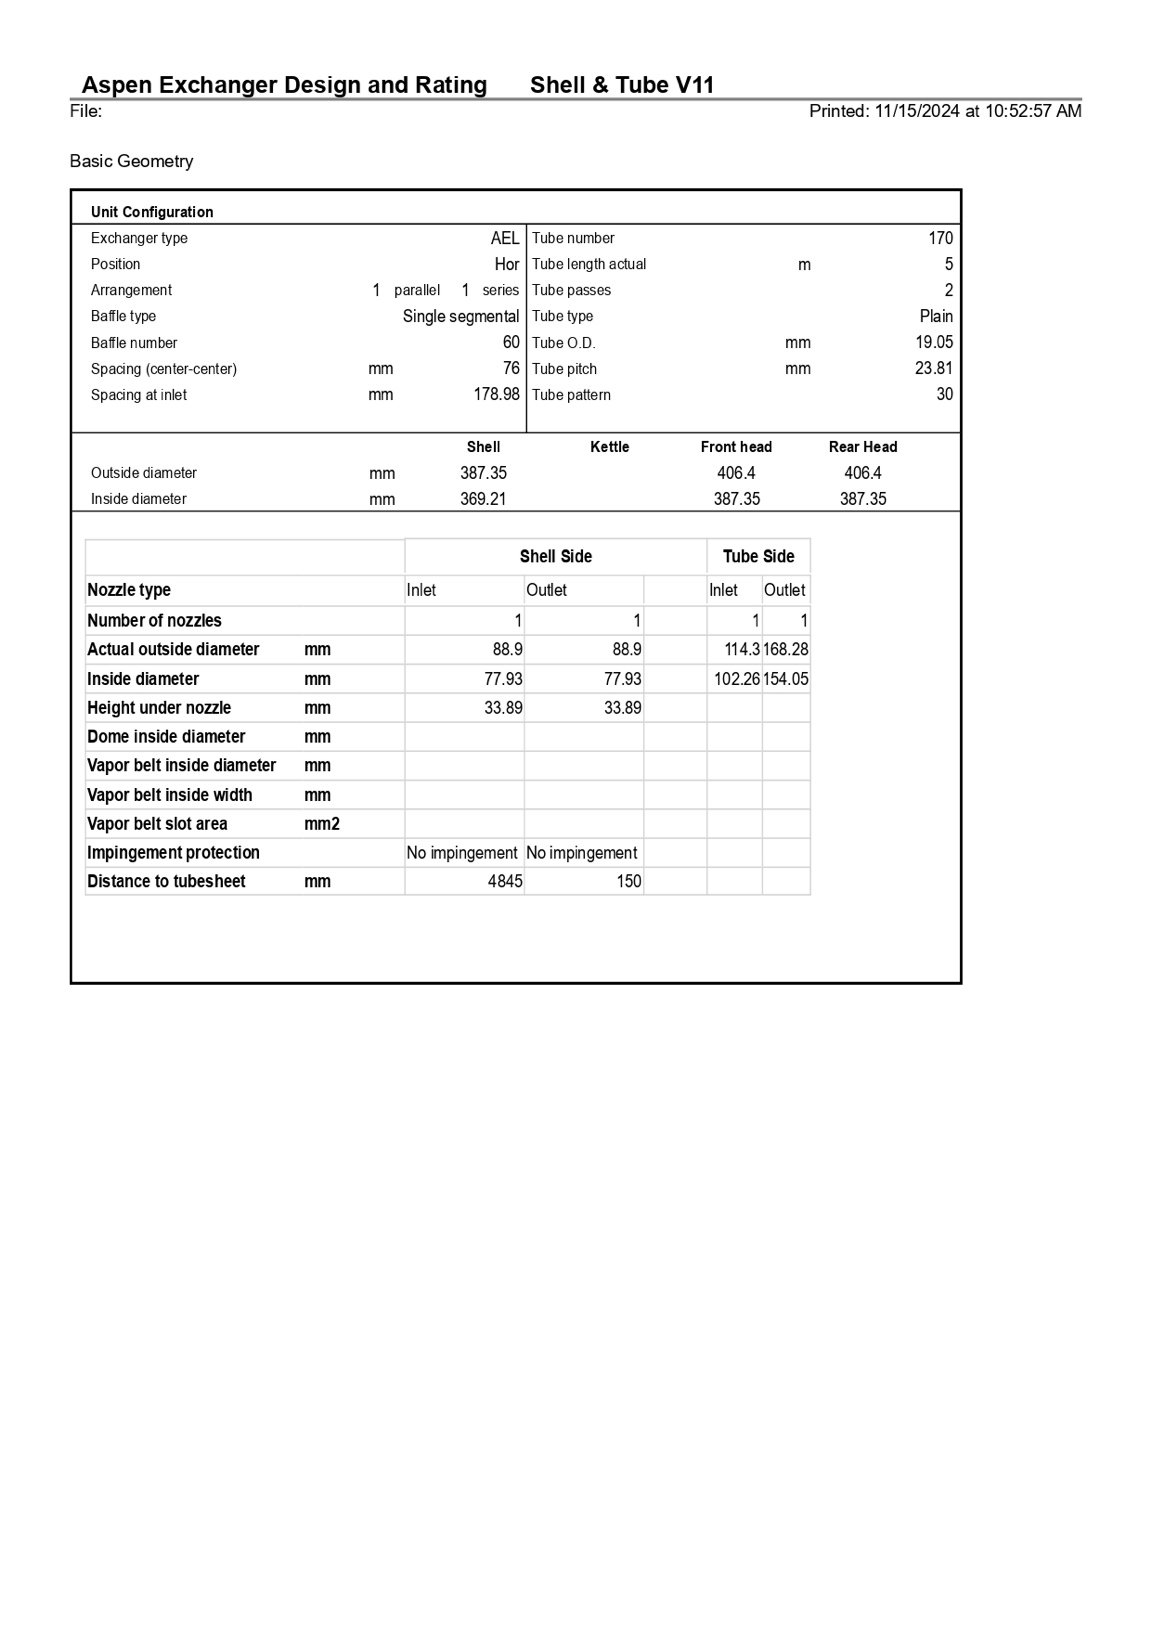 Aspen Exchanger Design and Rating Shell & Tube V11
File: Printed: 11/15/2024 at 10:52:57 AM
Basic Geometry
Unit Configuration
Exchanger type AEL Tube number 170
Position Hor Tube length actual m 5
Arrangement 1 parallel 1 series Tube passes 2
Baffle type Single segmental Tube type Plain
Baffle number 60 Tube O.D. mm 19.05
Spacing (center-center) mm 76 Tube pitch mm 23.81
Spacing at inlet mm 178.98 Tube pattern 30
Shell Kettle Front head Rear Head
Outside diameter mm 387.35 406.4 406.4
Inside diameter mm 369.21 387.35 387.35
Shell Side Tube Side
Nozzle type Inlet Outlet Inlet Outlet
Number of nozzles 1 1 1 1
Actual outside diameter mm 88.9 88.9 114.3 168.28
Inside diameter mm 77.93 77.93 102.26 154.05
Height under nozzle mm 33.89 33.89
Dome inside diameter mm
Vapor belt inside diameter mm
Vapor belt inside width mm
Vapor belt slot area mm2
Impingement protection No impingement No impingement
Distance to tubesheet mm 4845 150